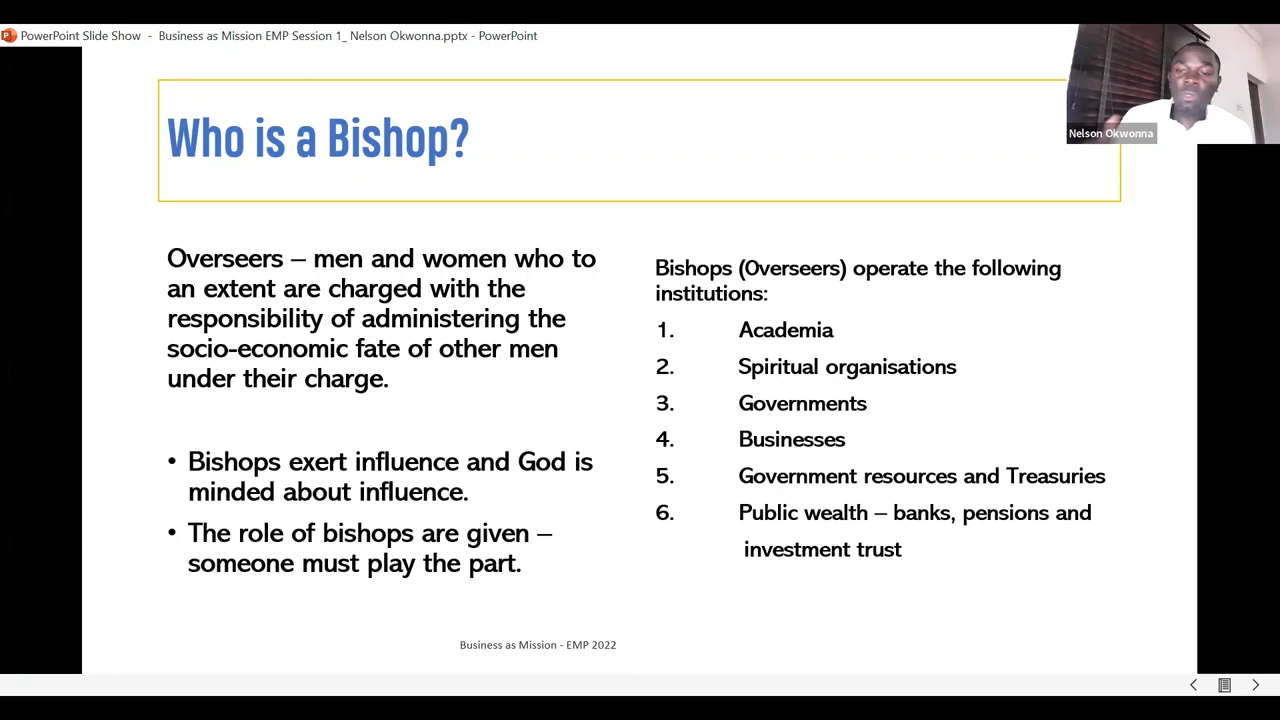 PowerPoint Slide Show - Business as Mission EMP Session 1_ Nelson Okwonna.pptx - PowerPoint
Nelson Okwonna
Who is a Bishop?
Overseers – men and women who to
an extent are charged with the
responsibility of administering the
socio-economic fate of other men
under their charge.
• Bishops exert influence and God is
minded about influence.
• The role of bishops are given –
someone must play the part.
Bishops (Overseers) operate the following
institutions:
1. Academia
2. Spiritual organisations
3. Governments
4. Businesses
5. Government resources and Treasuries
6. Public wealth – banks, pensions and
investment trust
Business as Mission - EMP 2022